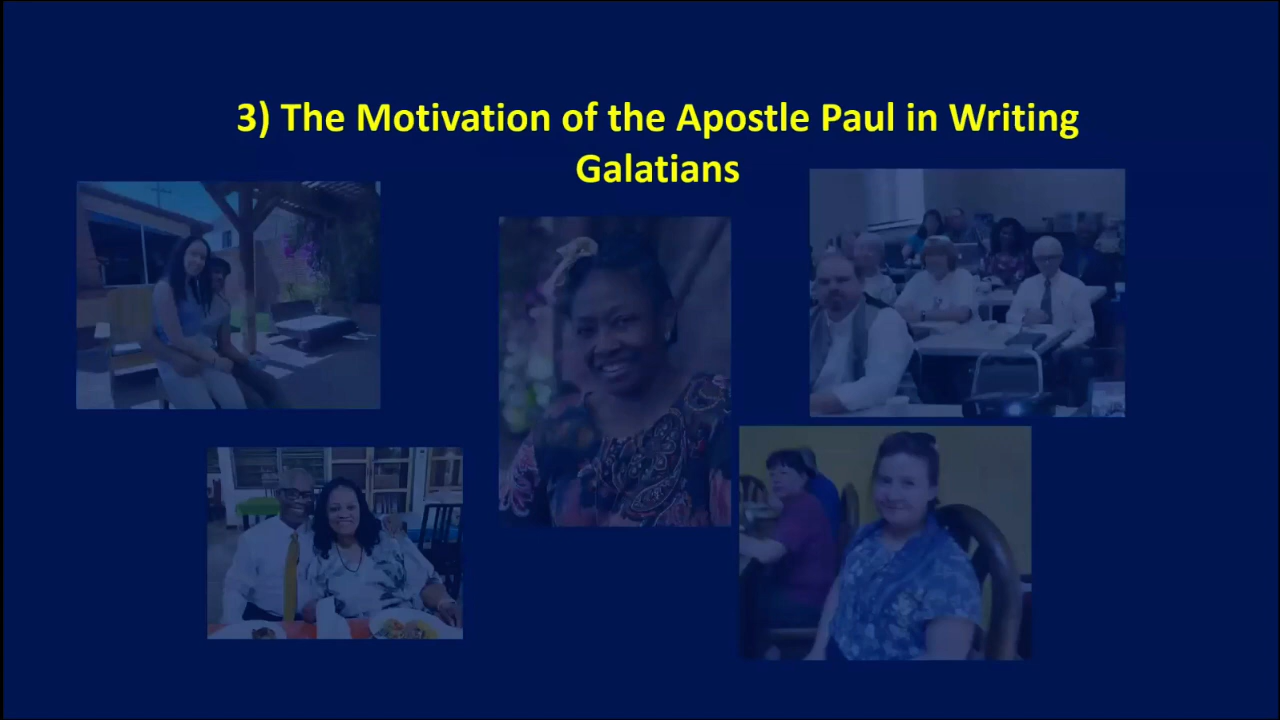 3) The Motivation of the Apostle Paul in Writing
Galatians